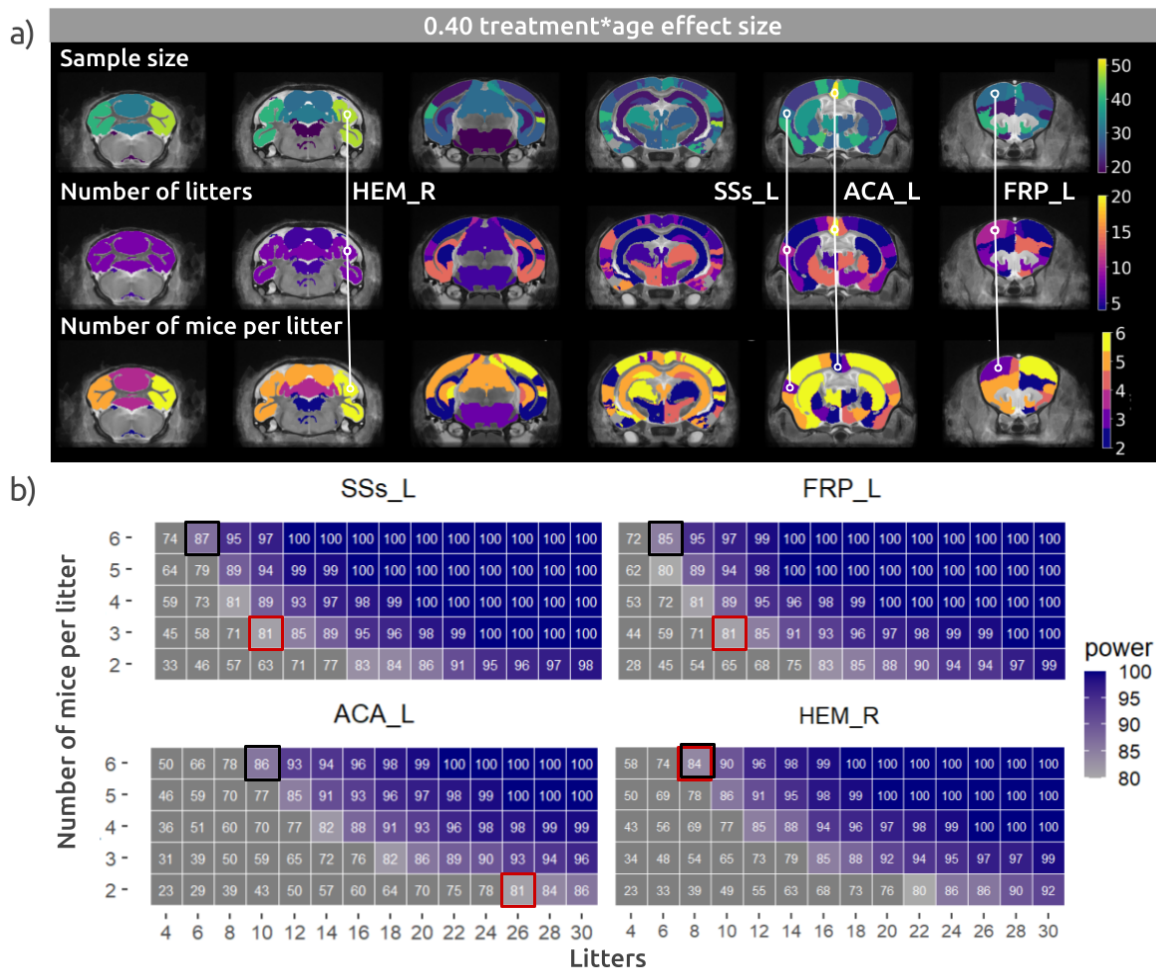 a)
0.40 treatment*age effect size
Sample size
50
40
30
20
Number of litters
HEM_R
SSs_L
ACA_L
FRP_L
20
15
10
5
Number of mice per litter
6
5
4
3
2
b)
SSs_L
6 - 74 87 95 97 100 100 100 100 100 100 100 100 100 100
5 - 64 79 89 94 99 99 100 100 100 100 100 100 100 100
4 - 59 73 81 89 93 97 98 99 100 100 100 100 100 100
3 - 45 58 71 81 85 89 95 96 98 99 100 100 100 100
2 - 33 46 57 63 71 77 83 84 86 91 95 96 97 98
FRP_L
72 85 95 97 99 100 100 100 100 100 100 100 100 100
62 80 89 94 98 100 100 100 100 100 100 100 100 100
53 72 81 89 95 96 98 99 100 100 100 100 100 100
44 59 71 81 85 91 93 96 97 98 99 99 100 100
28 45 54 65 68 75 83 85 88 90 94 94 97 99
power
100
95
90
85
80
Number of mice per litter
ACA_L
6 - 50 66 78 86 93 94 96 98 99 100 100 100 100 100
5 - 46 59 70 77 85 91 93 96 97 98 99 100 100 100
4 - 36 51 60 70 77 82 88 91 93 96 98 98 99 99
3 - 31 39 50 59 65 72 76 82 86 89 90 93 94 96
2 - 23 29 39 43 50 57 60 64 70 75 78 81 84 86
4 6 8 10 12 14 16 18 20 22 24 26 28 30
HEM_R
58 74 84 90 96 98 99 100 100 100 100 100 100 100
50 69 78 86 91 95 98 99 100 100 100 100 100 100
43 56 69 75 85 88 94 96 97 98 99 100 100 100
34 48 54 65 73 79 85 88 92 94 95 97 97 99
23 33 39 49 55 63 68 73 76 80 86 86 90 92
4 6 8 10 12 14 16 18 20 22 24 26 28 30
Litters